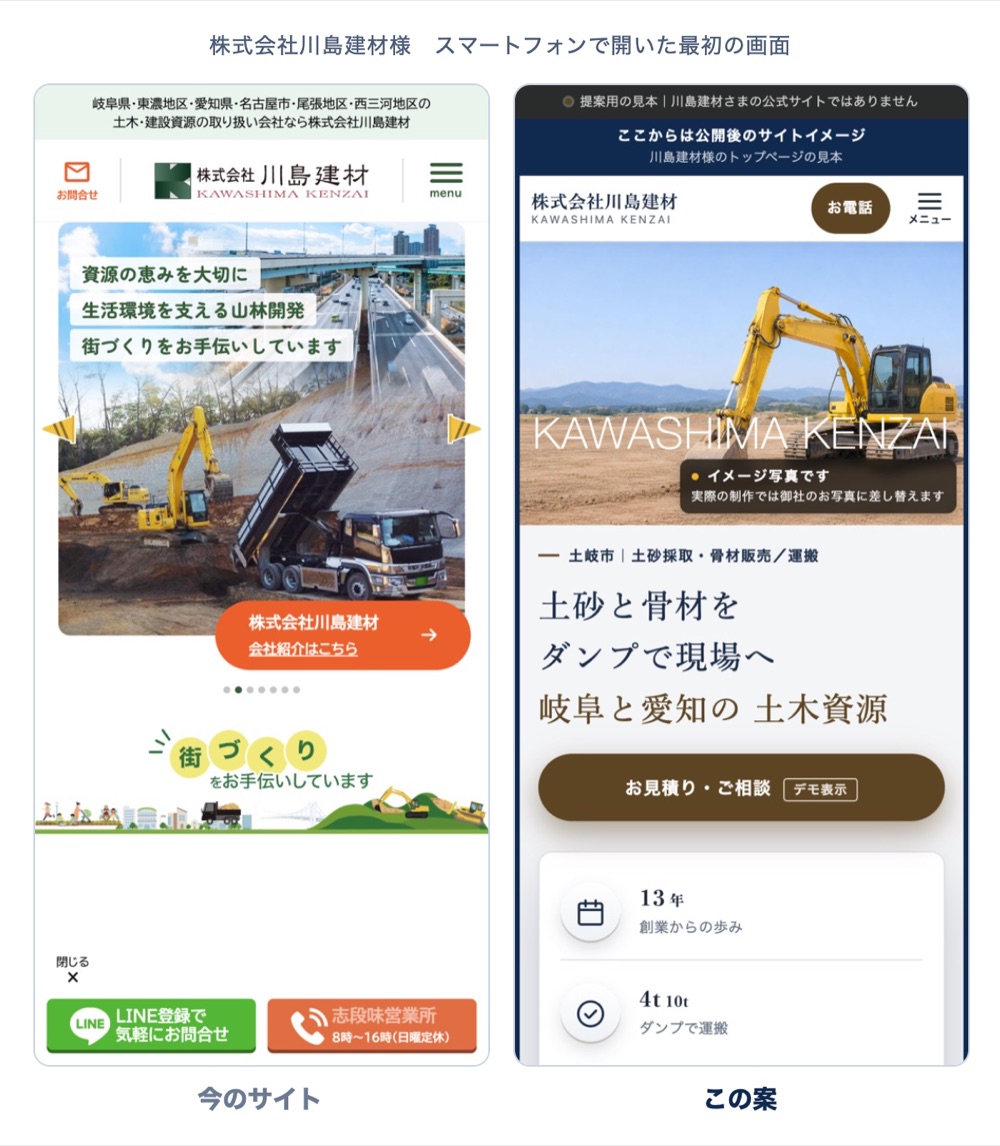 株式会社川島建材様　スマートフォンで開いた最初の画面
岐阜県・東濃地区・愛知県・名古屋市・尾張地区・西三河地区の
土木・建設資源の取り扱い会社なら株式会社川島建材
お問合せ
株式会社 川島建材
KAWASHIMA KENZAI
menu
資源の恵みを大切に
生活環境を支える山林開発
街づくりをお手伝いしています
株式会社川島建材
会社紹介はこちら
街づくり
をお手伝いしています
閉じる
×
LINE
LINE登録で
気軽にお問合せ
志段味営業所
8時〜16時(日曜定休)
今のサイト
提案用の見本｜川島建材さまの公式サイトではありません
ここからは公開後のサイトイメージ
川島建材様のトップページの見本
株式会社川島建材
KAWASHIMA KENZAI
お電話
メニュー
KAWASHIMA KENZAI
イメージ写真です
実際の制作では御社のお写真に差し替えます
土岐市｜土砂採取・骨材販売／運搬
土砂と骨材を
ダンプで現場へ
岐阜と愛知の 土木資源
お見積り・ご相談 デモ表示
13 年
創業からの歩み
4t 10t
ダンプで運搬
この案